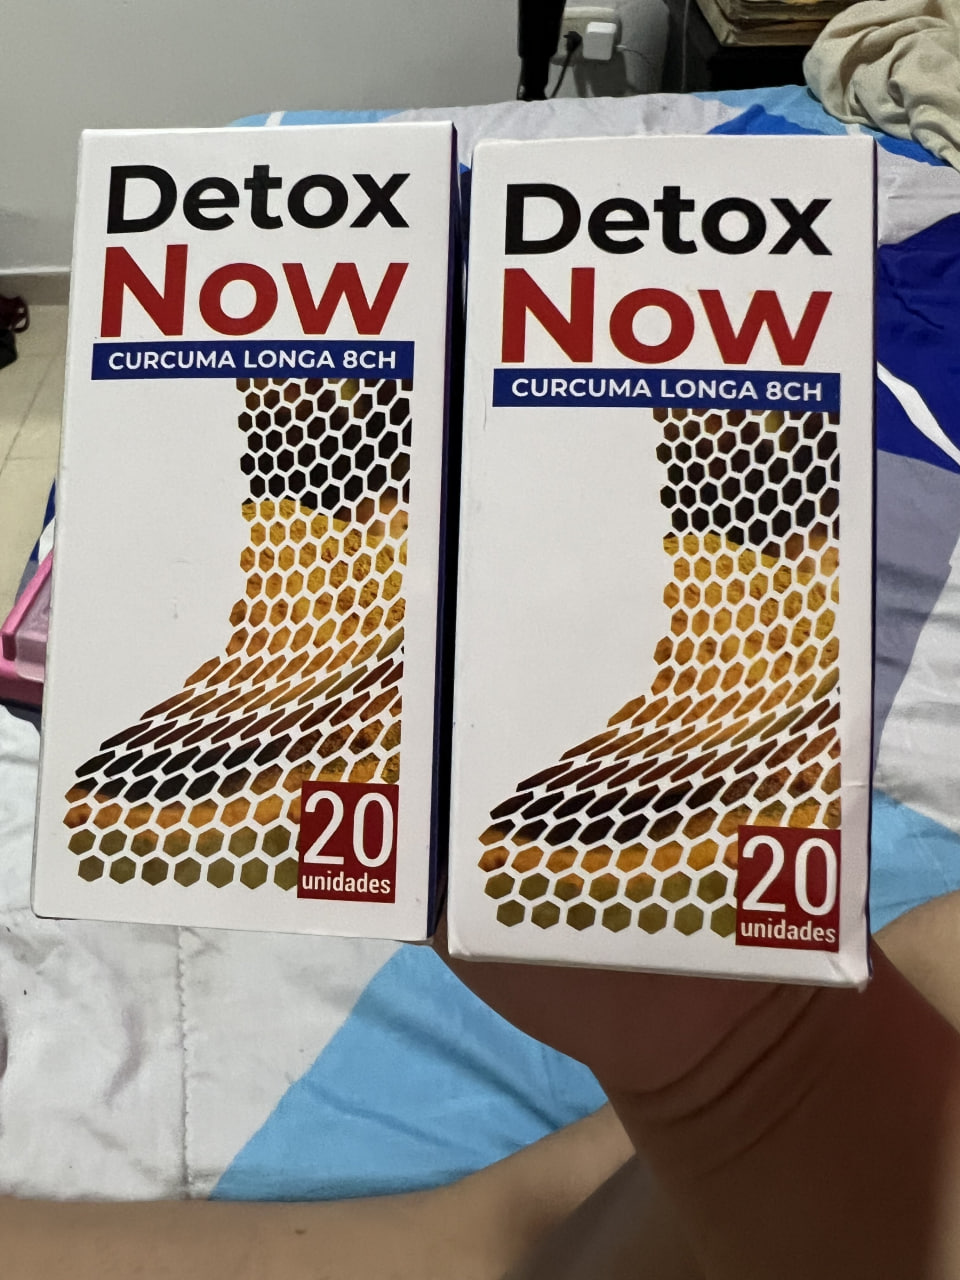 Detox
Now
CURCUMA LONGA 8CH
20
unidades
Detox
Now
CURCUMA LONGA 8CH
20
unidades